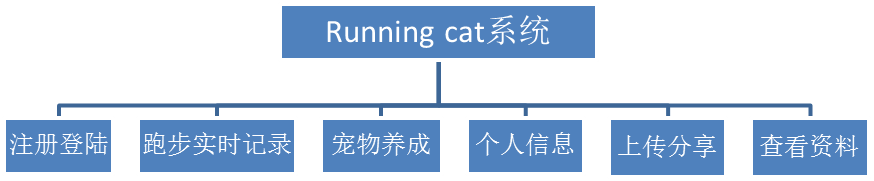 Running cat系统
注册登陆
跑步实时记录
宠物养成
个人信息
上传分享
查看资料